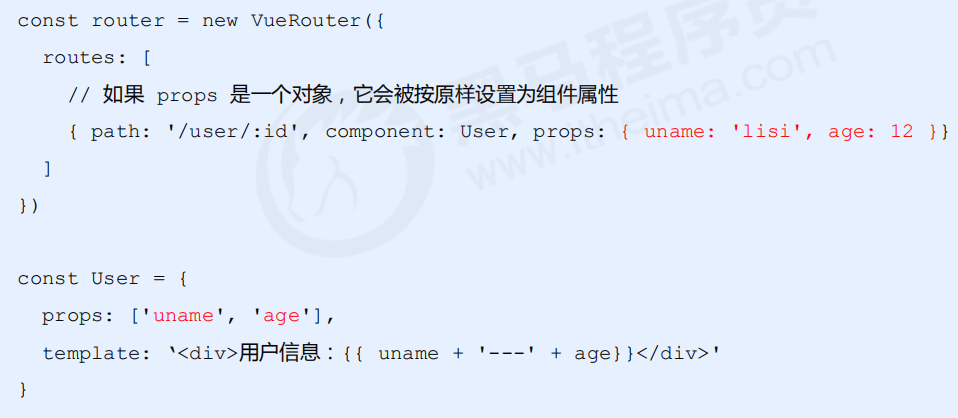 const router = new VueRouter({
  routes: [
    // 如果 props 是一个对象，它会被按原样设置为组件属性
    { path: '/user/:id', component: User, props: { uname: 'lisi', age: 12 }}
  ]
})
const User = {
  props: ['uname', 'age'],
  template: ‘<div>用户信息：{{ uname + '---' + age}}</div>'
}
黑马程序员
www.itheima.com